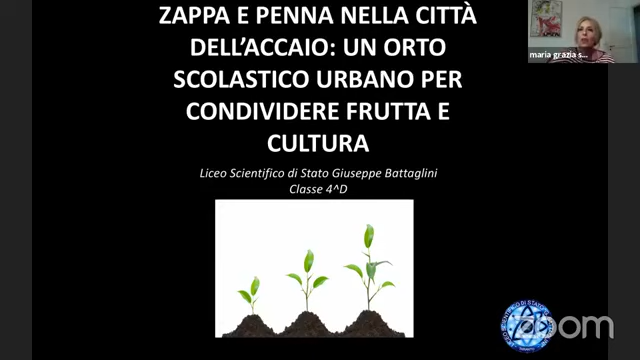 ZAPPA E PENNA NELLA CITTÀ
DELL'ACCAIO: UN ORTO
SCOLASTICO URBANO PER
CONDIVIDERE FRUTTA E
CULTURA
Liceo Scientifico di Stato Giuseppe Battaglini
Classe 4^D
maria grazia s...
zoom